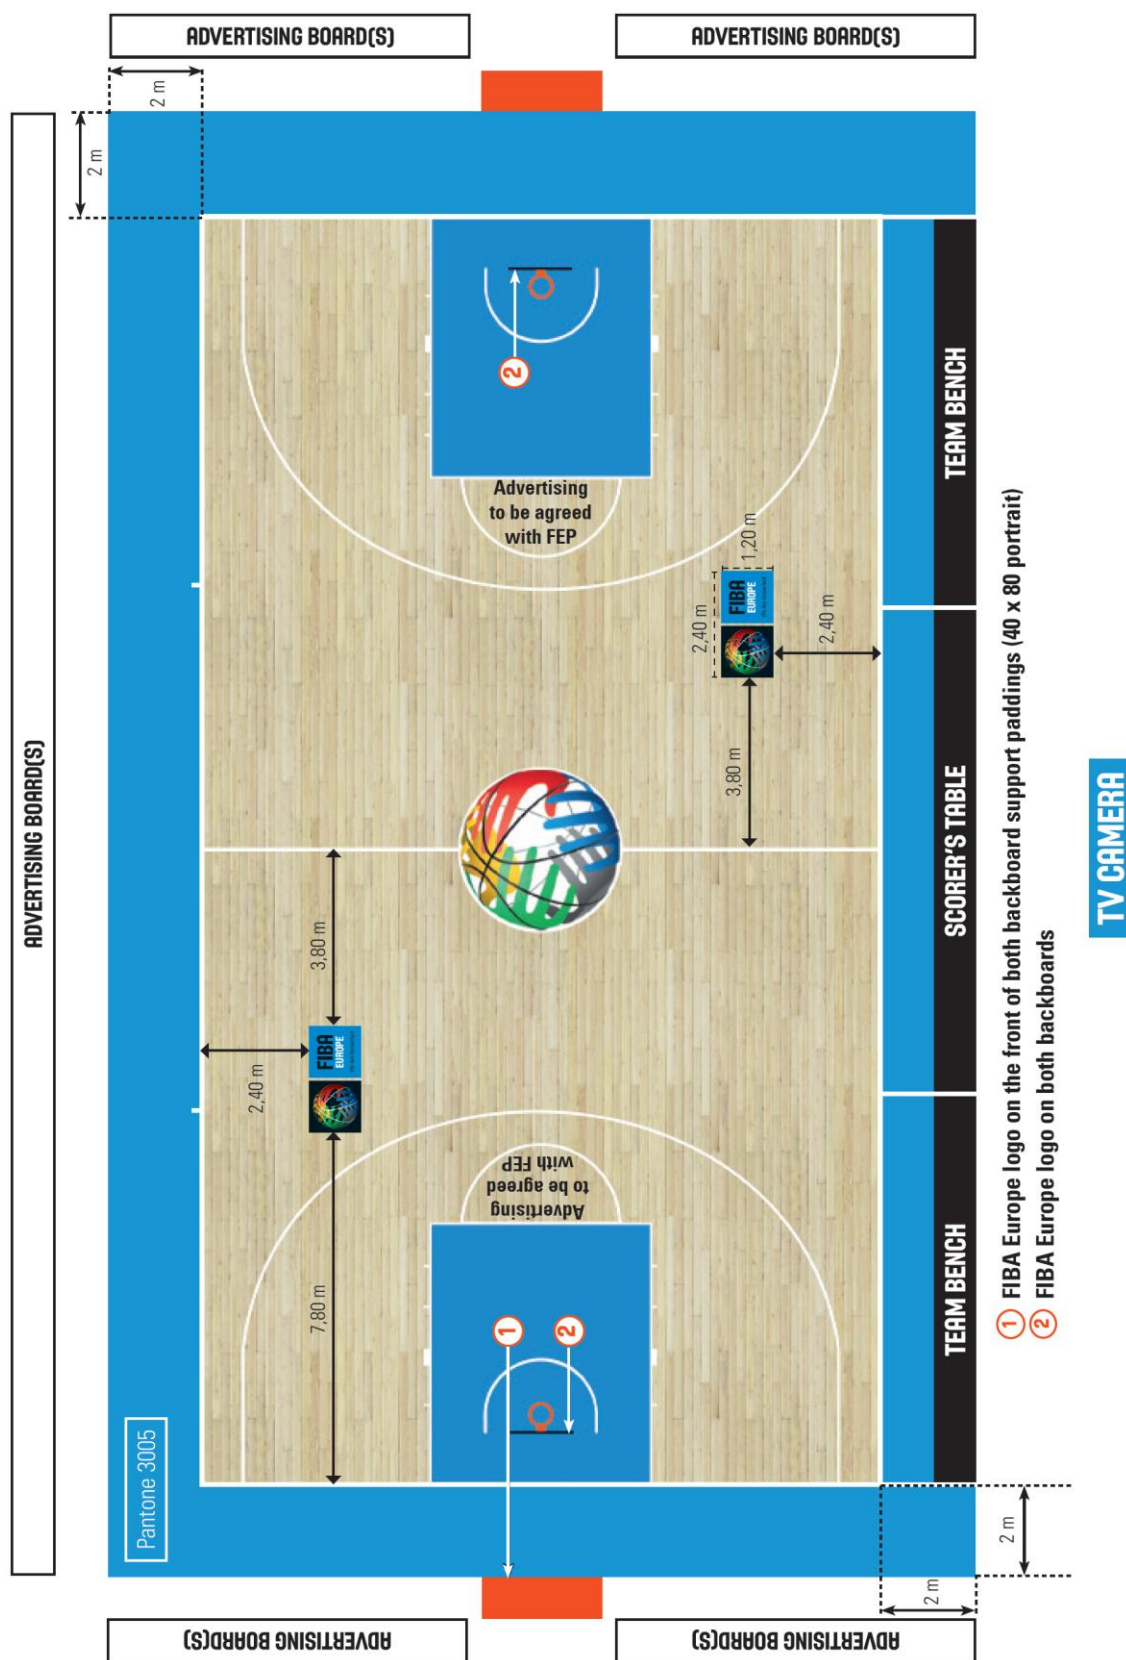 ADVERTISING BOARD(S)
ADVERTISING BOARD(S)
ADVERTISING BOARD(S)
2 m
2 m
Advertising
to be agreed
with FEP
2
TEAM BENCH
2,40 m
1,20 m
FIBA
EUROPE
2,40 m
3,80 m
3,80 m
SCORER'S TABLE
FIBA
EUROPE
2,40 m
7,80 m
Advertising
to be agreed
with FEP
1
2
TEAM BENCH
Pantone 3005
2 m
2 m
ADVERTISING BOARD(S)
ADVERTISING BOARD(S)
1 FIBA Europe logo on the front of both backboard support paddings (40 x 80 portrait)
2 FIBA Europe logo on both backboards
TV CAMERA